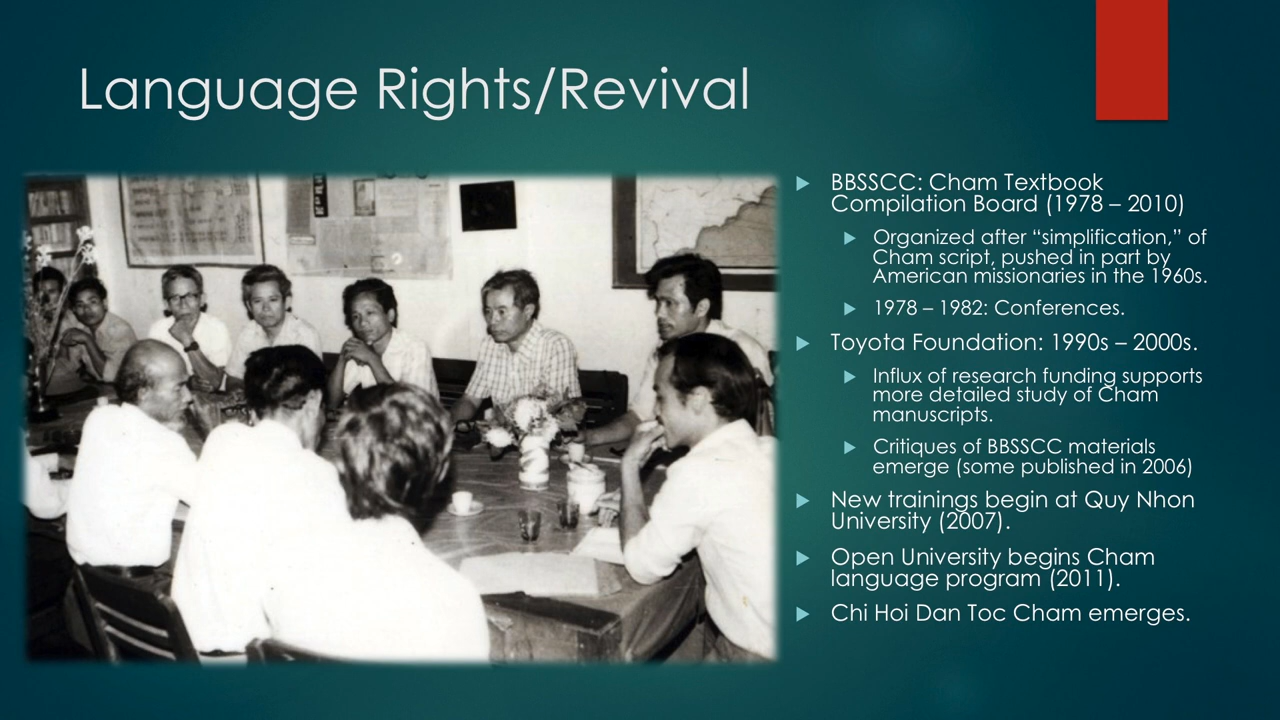 Language Rights/Revival
BBSSCC: Cham Textbook
Compilation Board (1978 – 2010)
Organized after “simplification,” of
Cham script, pushed in part by
American missionaries in the 1960s.
1978 – 1982: Conferences.
Toyota Foundation: 1990s – 2000s.
Influx of research funding supports
more detailed study of Cham
manuscripts.
Critiques of BBSSCC materials
emerge (some published in 2006)
New trainings begin at Quy Nhon
University (2007).
Open University begins Cham
language program (2011).
Chi Hoi Dan Toc Cham emerges.